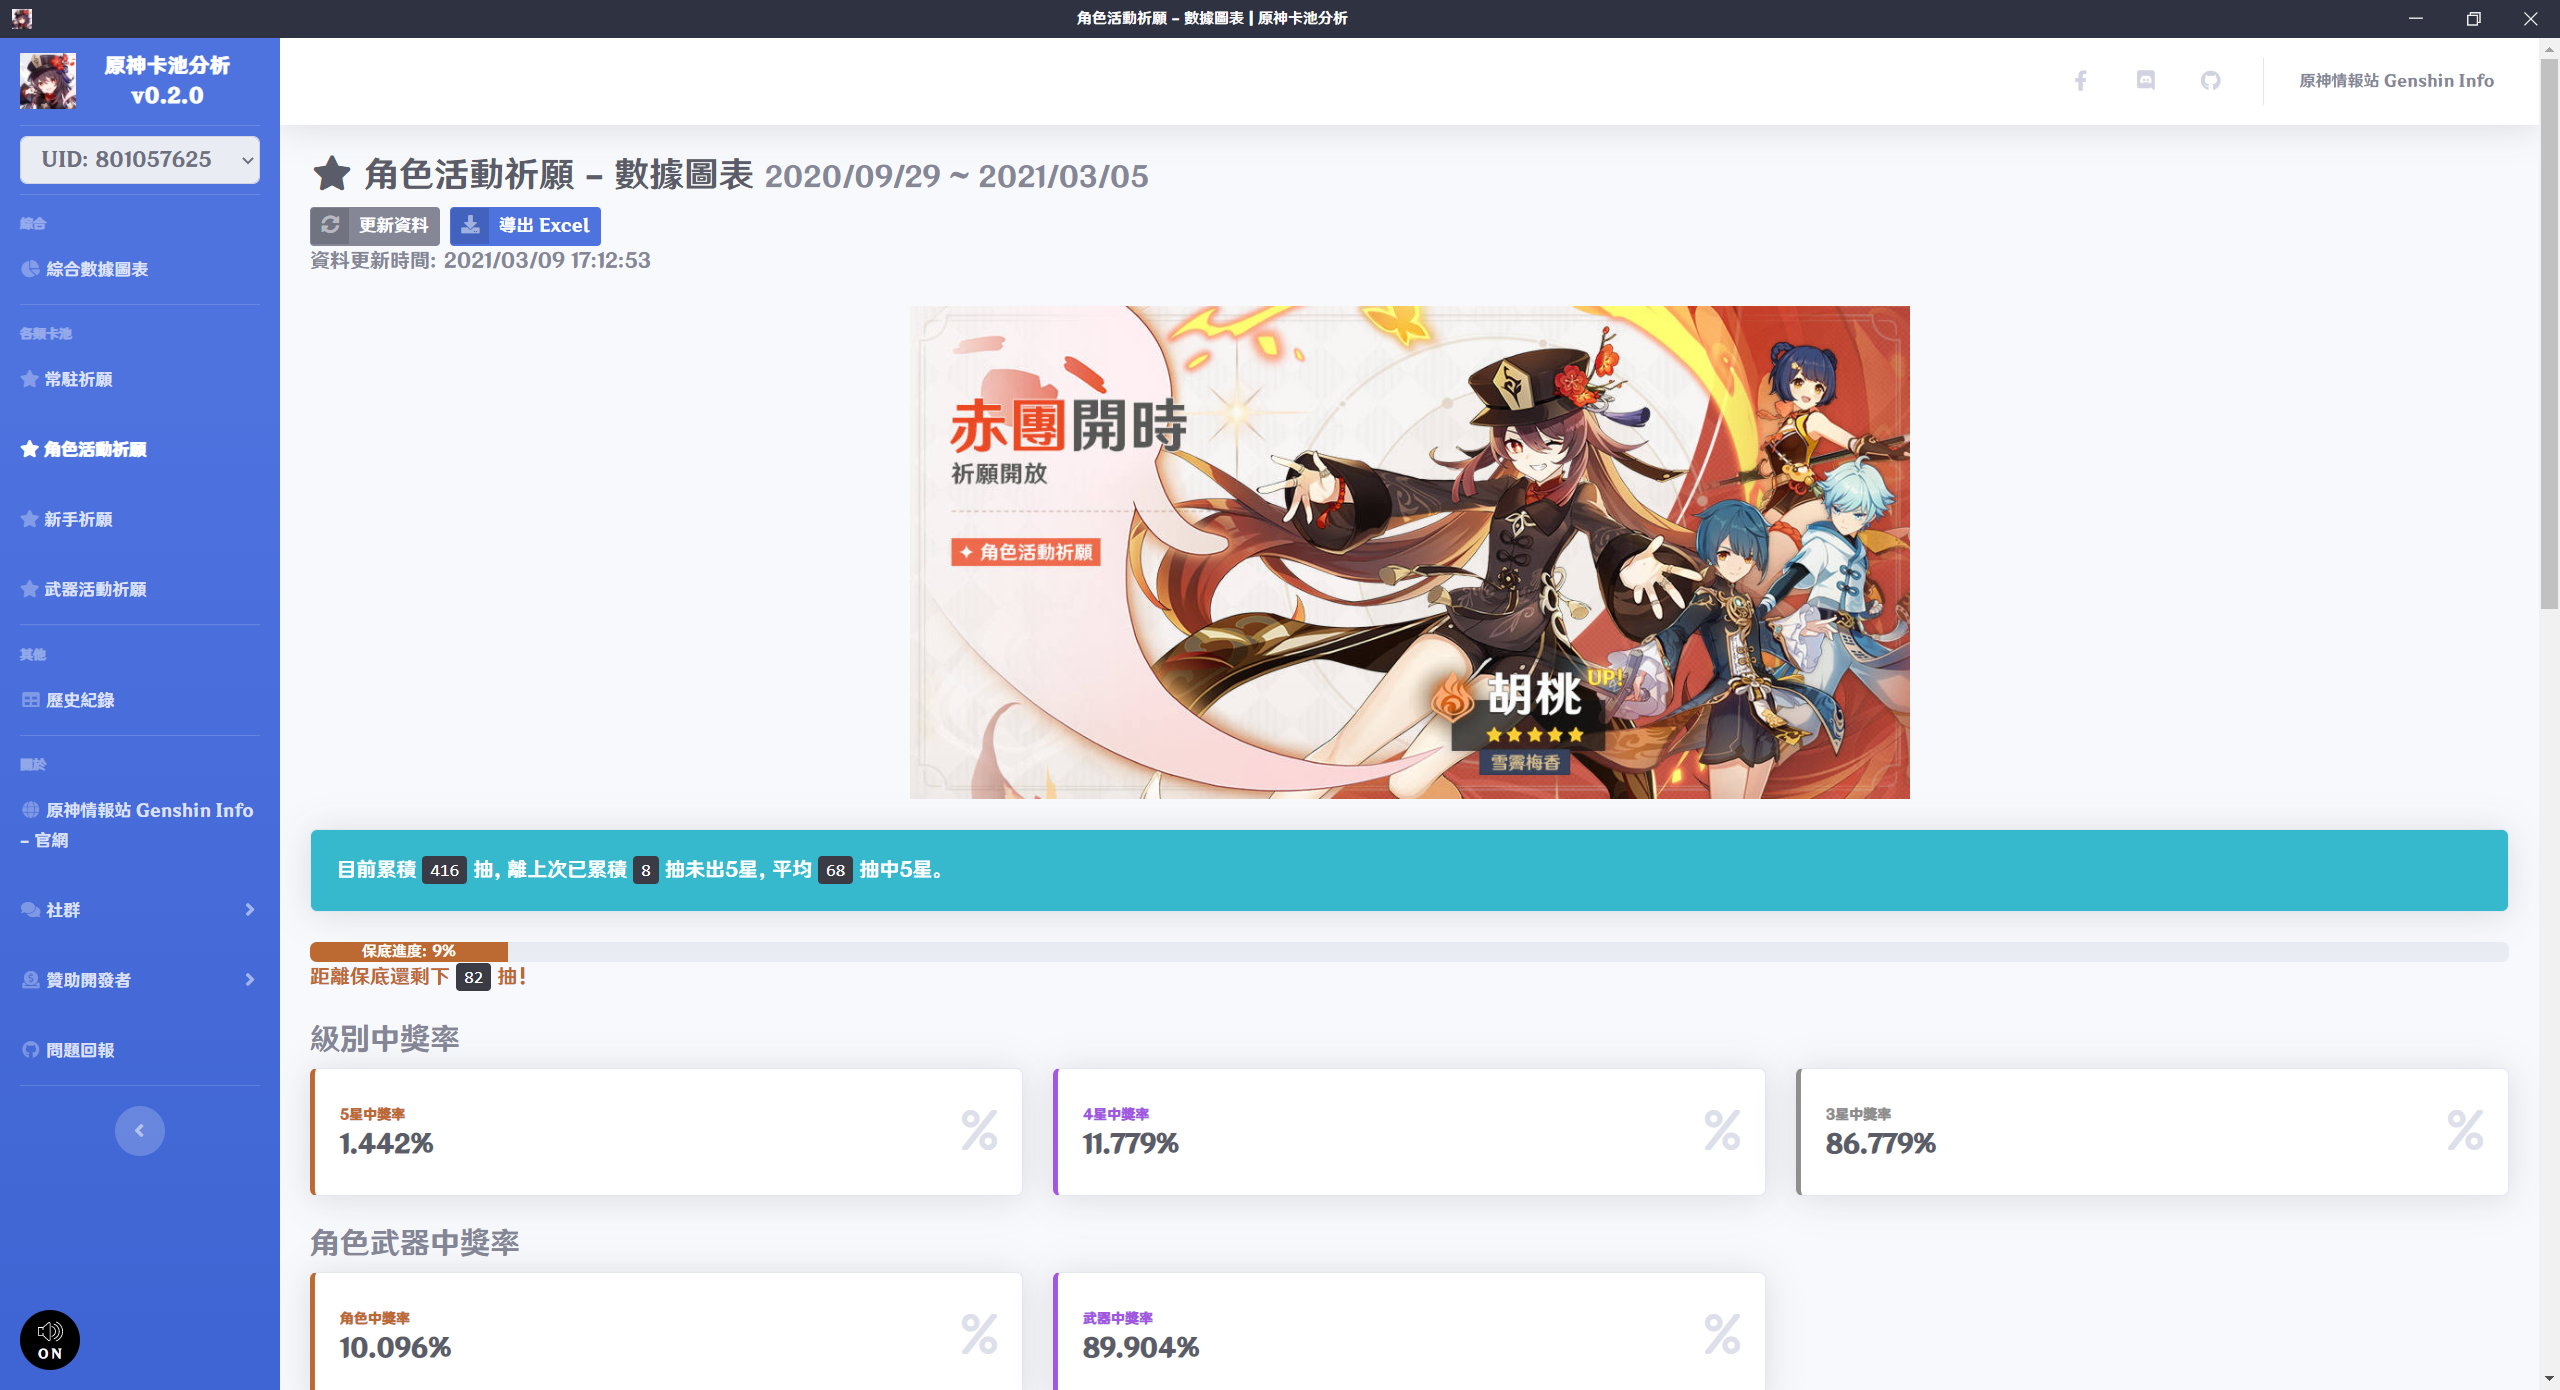 角色活動祈願 - 數據圖表 | 原神卡池分析
原神卡池分析
v0.2.0
UID: 801057625
綜合
綜合數據圖表
各類卡池
常駐祈願
角色活動祈願
新手祈願
武器活動祈願
其他
歷史紀錄
關於
原神情報站 Genshin Info
- 官網
社群
贊助開發者
問題回報
ON
原神情報站 Genshin Info
角色活動祈願 - 數據圖表 2020/09/29 ~ 2021/03/05
更新資料
導出 Excel
資料更新時間: 2021/03/09 17:12:53
赤團開時
祈願開放
角色活動祈願
胡桃 UP!
雪霽梅香
目前累積 416 抽, 離上次已累積 8 抽未出5星, 平均 68 抽中5星。
保底進度: 9%
距離保底還剩下 82 抽!
級別中獎率
5星中獎率
1.442%
4星中獎率
11.779%
3星中獎率
86.779%
角色武器中獎率
角色中獎率
10.096%
武器中獎率
89.904%